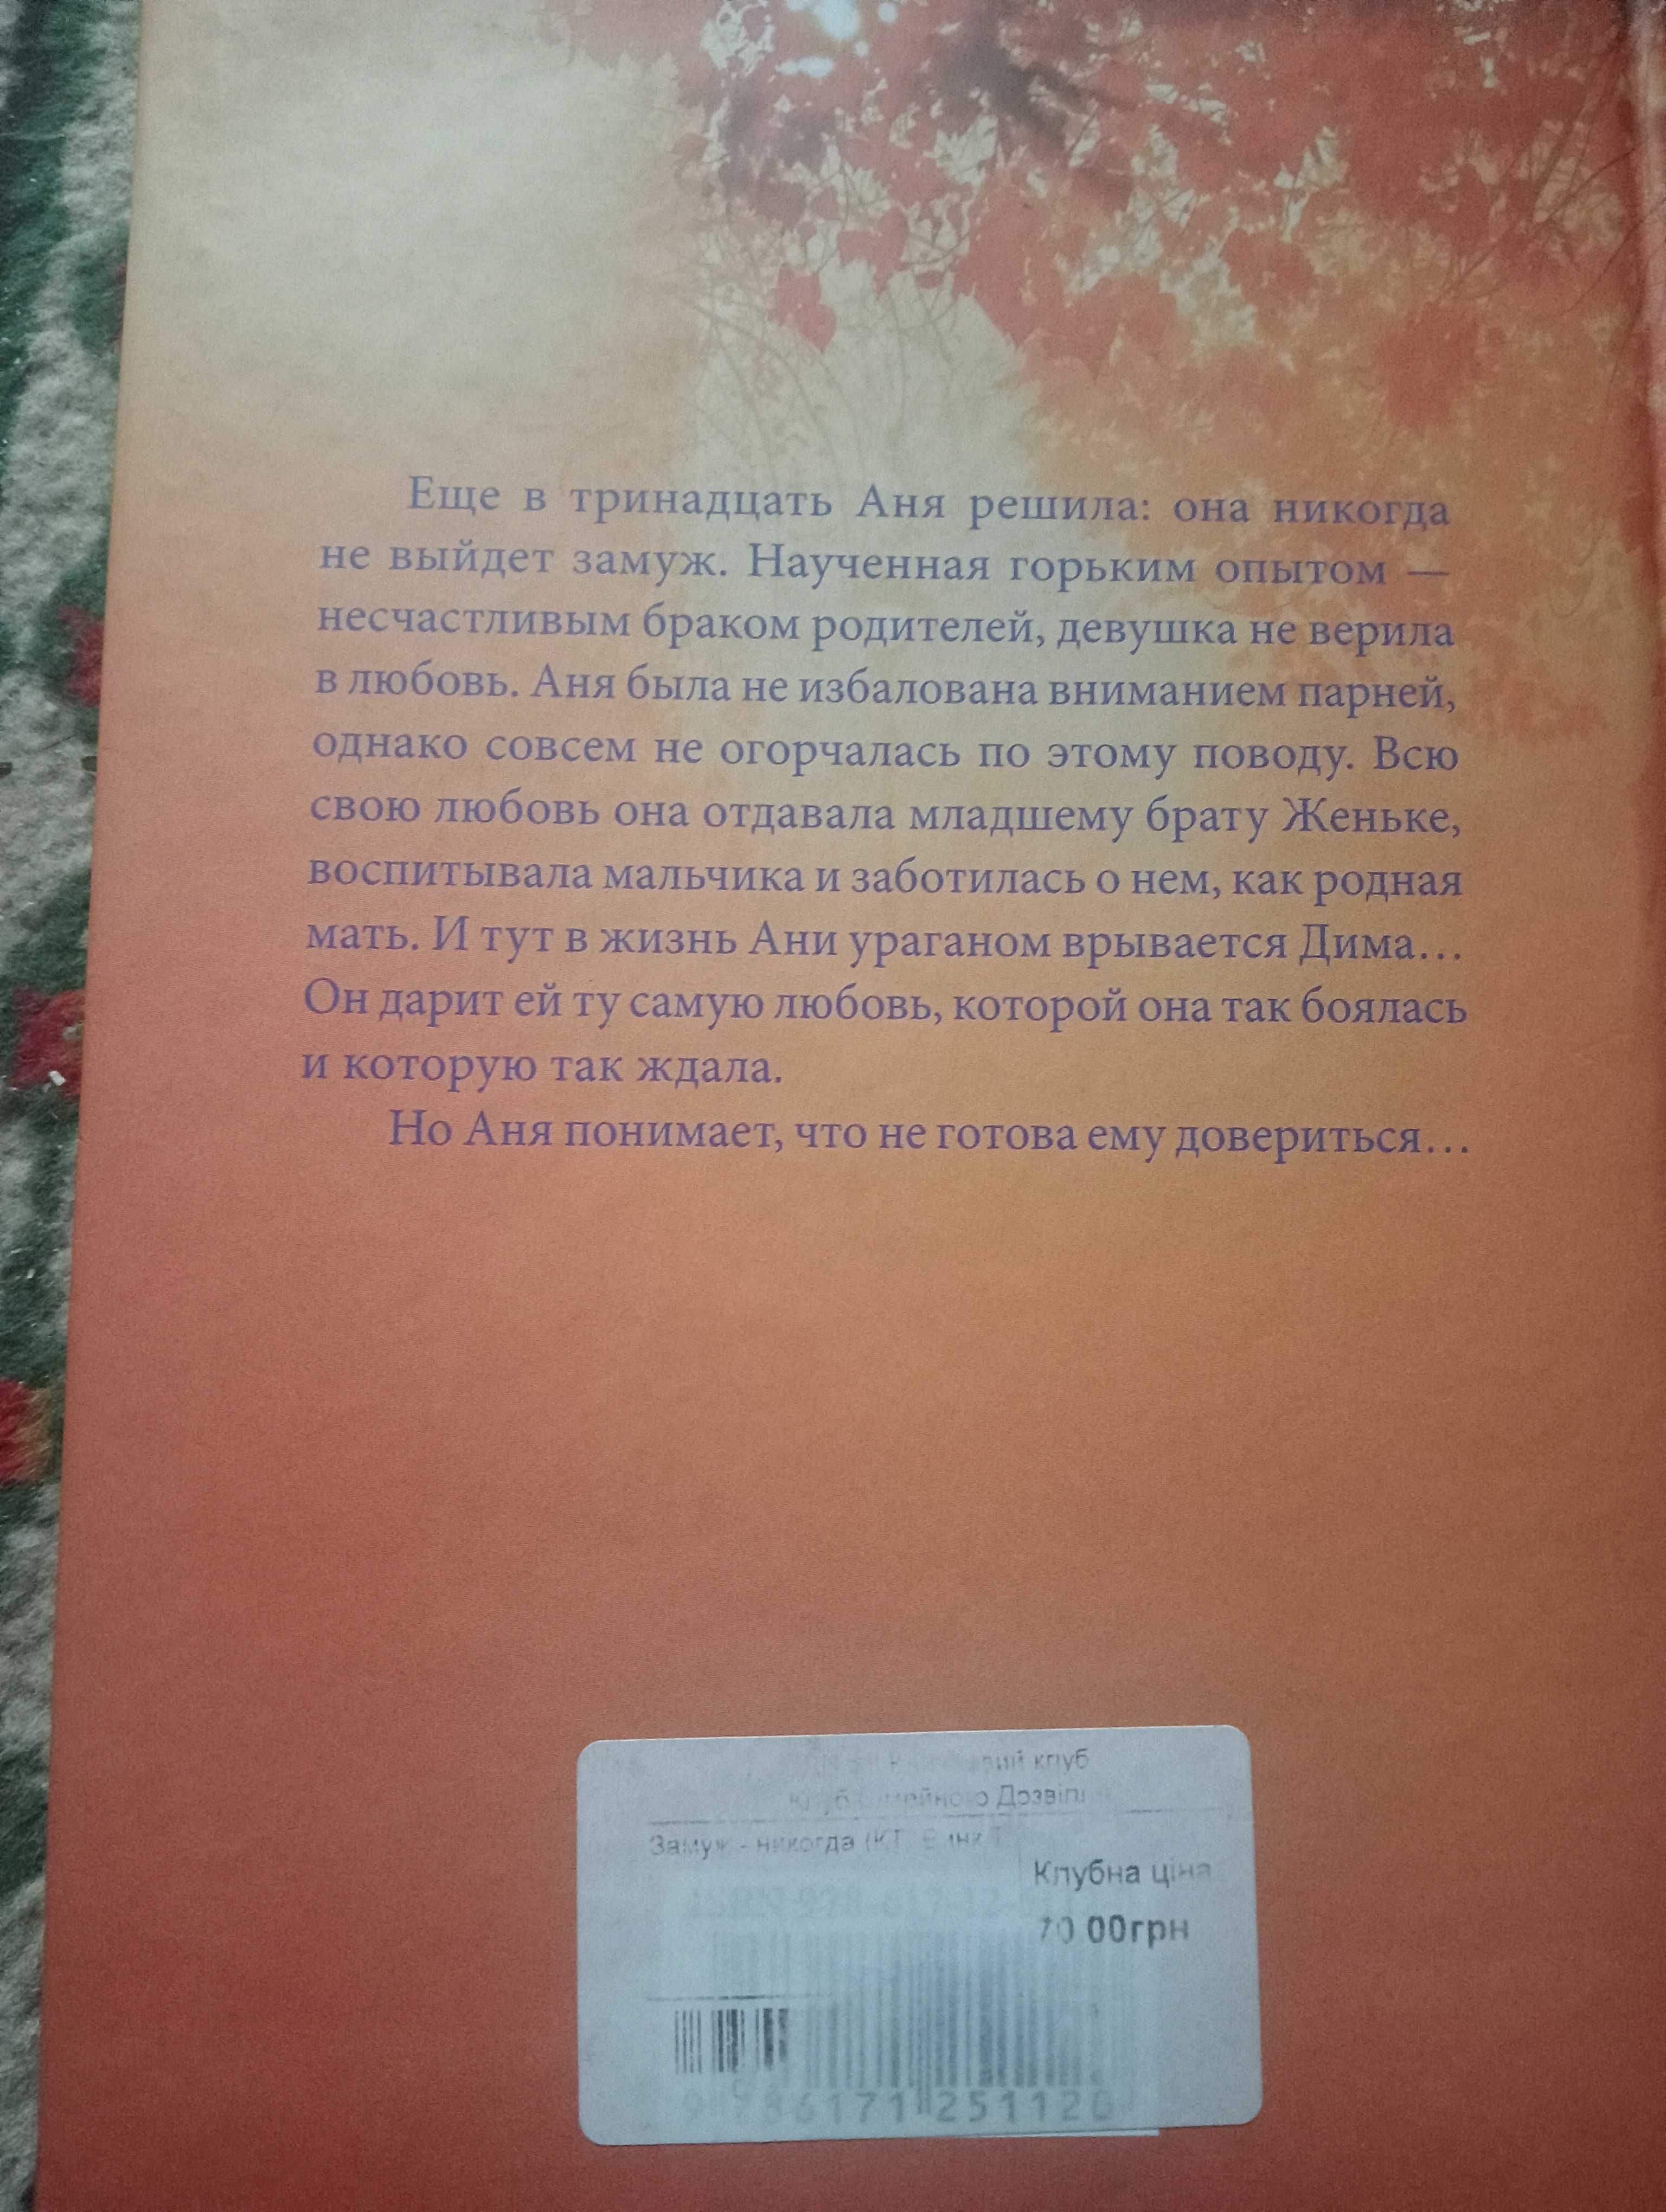 Еще в тринадцать Аня решила: она никогда
не выйдет замуж. Наученная горьким опытом —
несчастливым браком родителей, девушка не верила
в любовь. Аня была не избалована вниманием парней,
однако совсем не огорчалась по этому поводу. Всю
свою любовь она отдавала младшему брату Женьке,
воспитывала мальчика и заботилась о нем, как родная
мать. И тут в жизнь Ани ураганом врывается Дима...
Он дарит ей ту самую любовь, которой она так боялась
и которую так ждала.
Но Аня понимает, что не готова ему довериться...
клуб
Дозвілля
Замуж - никогда
Клубна ціна
70.00грн
9 786171 251120